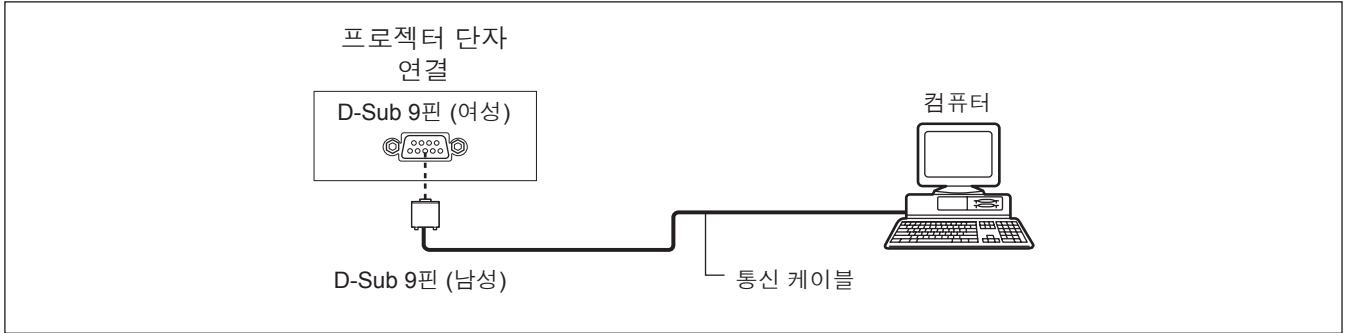 프로젝터 단자
연결
D-Sub 9핀 (여성)
컴퓨터
D-Sub 9핀 (남성)
통신 케이블